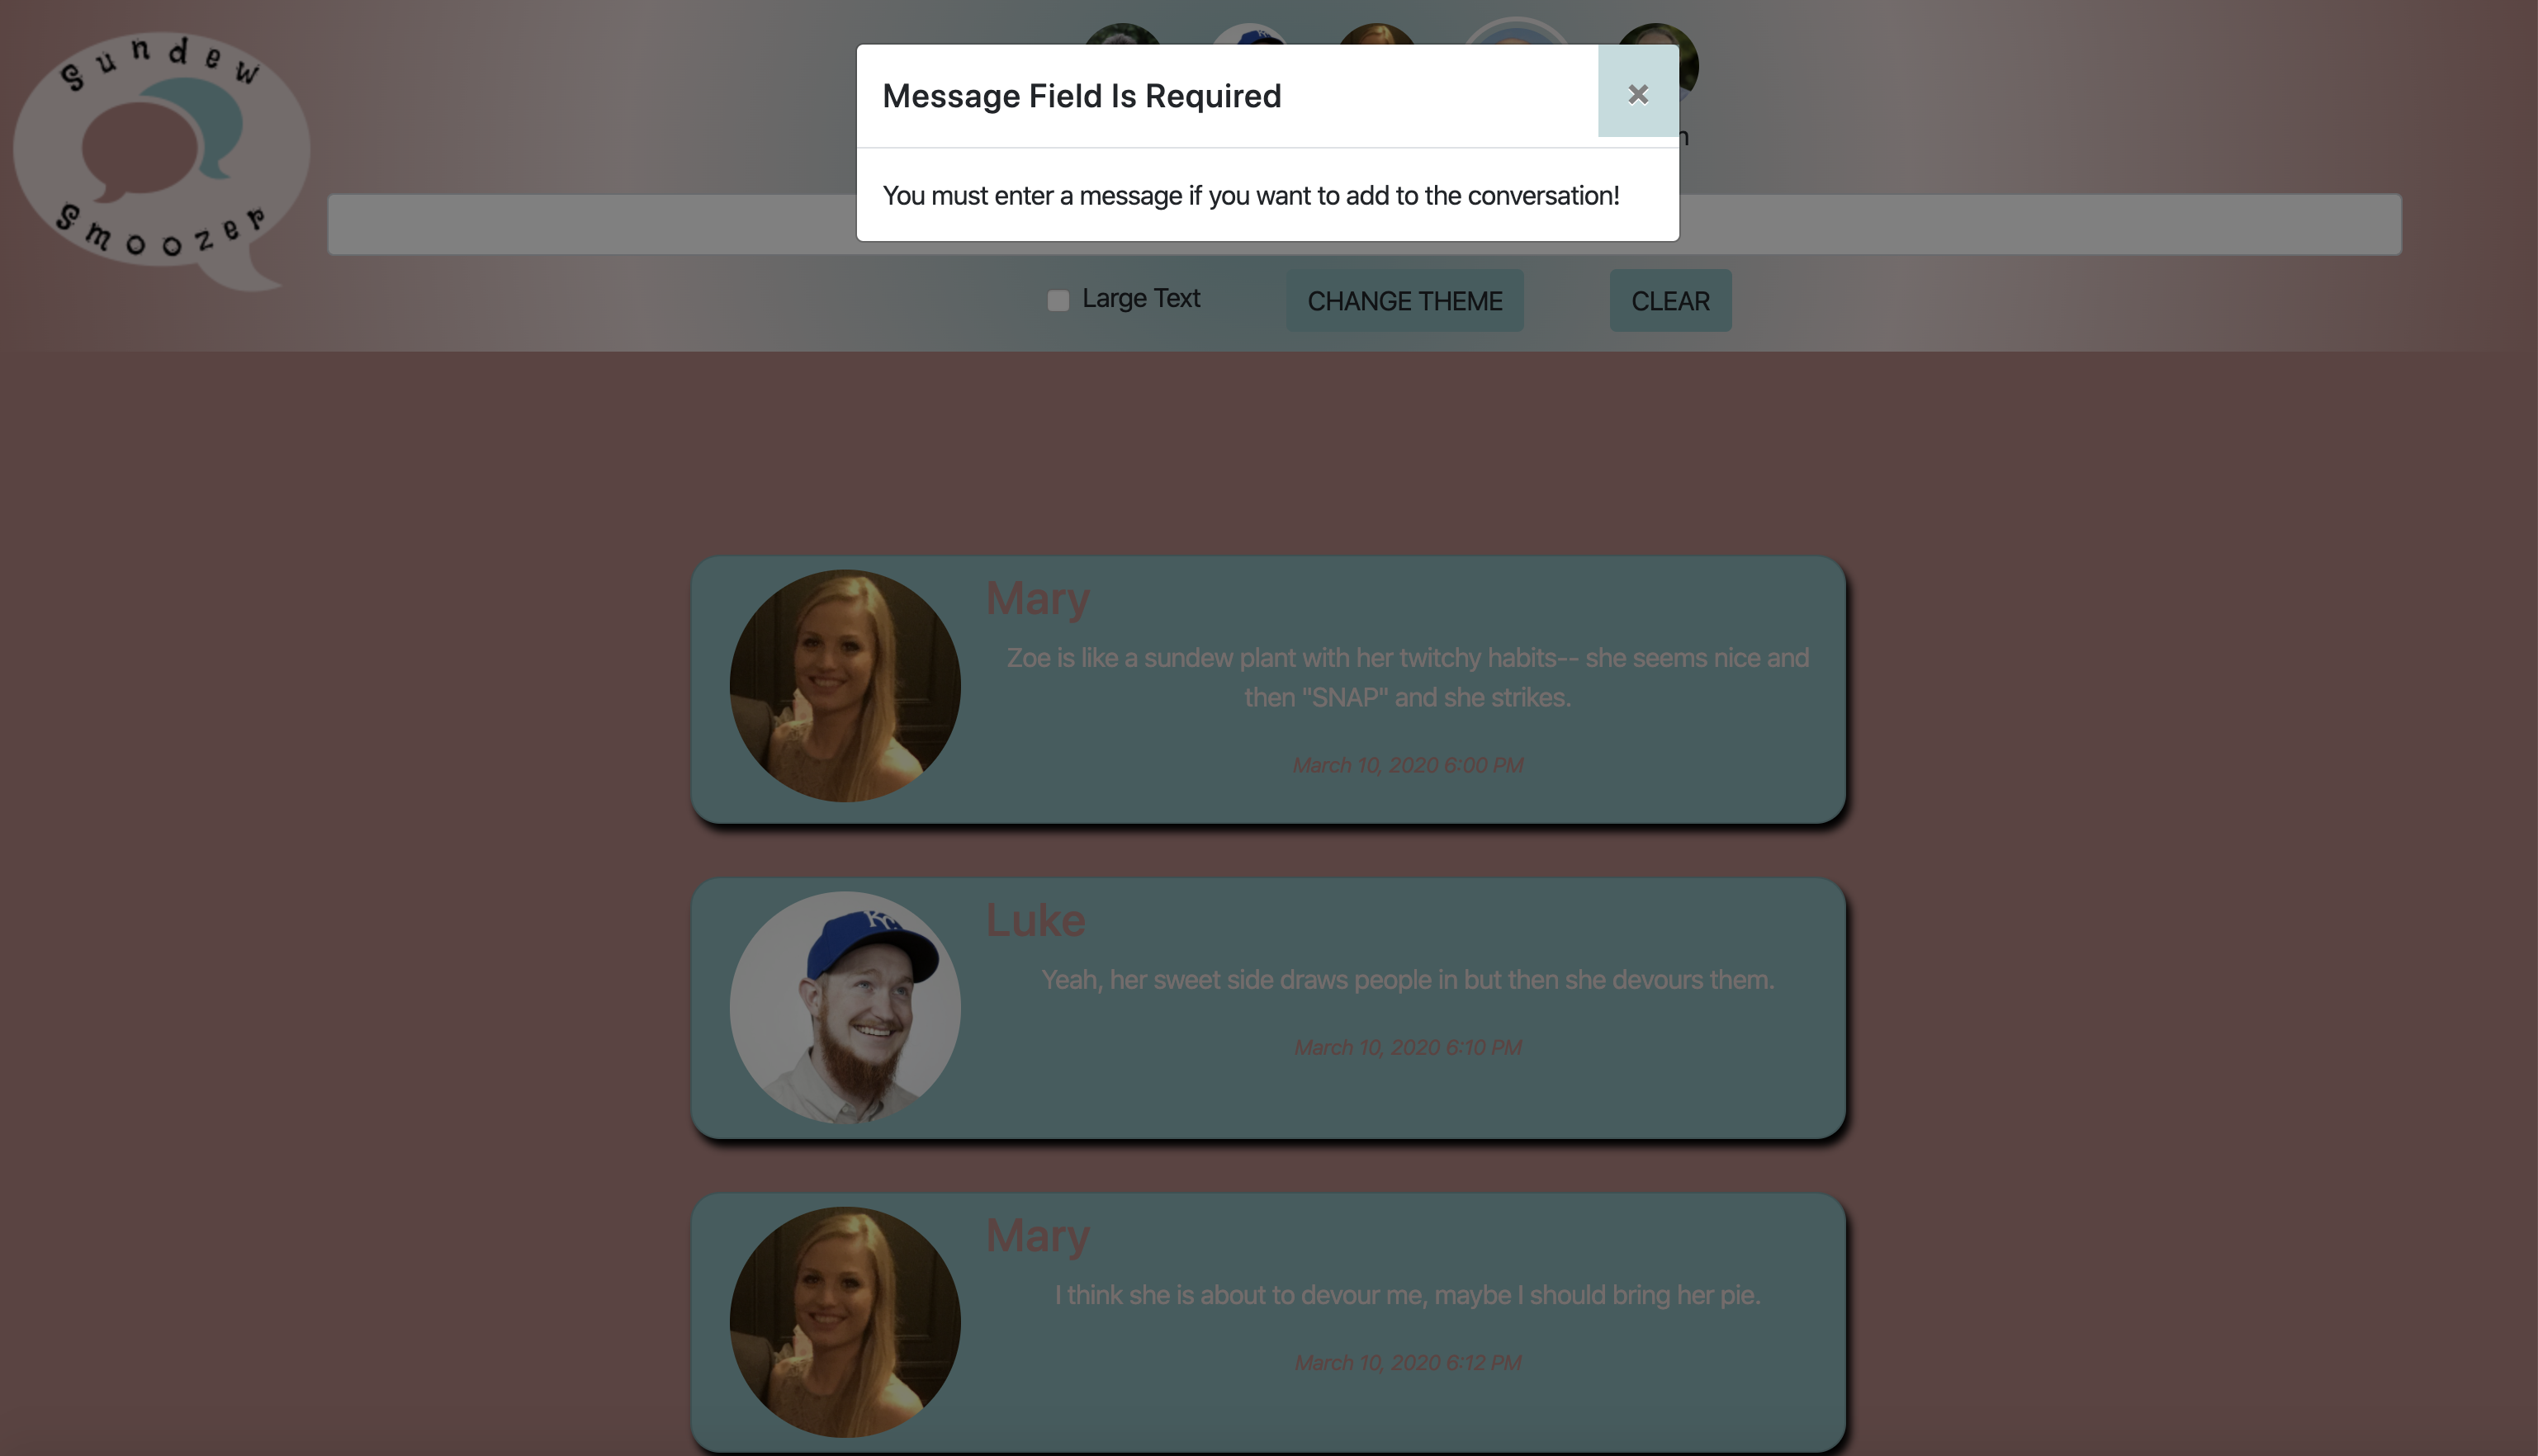 Sundew
Smoozer
Message Field Is Required
×
You must enter a message if you want to add to the conversation!
Large Text
CHANGE THEME
CLEAR
Mary
Zoe is like a sundew plant with her twitchy habits-- she seems nice and
then "SNAP" and she strikes.
March 10, 2020 6:00 PM
Luke
Yeah, her sweet side draws people in but then she devours them.
March 10, 2020 6:10 PM
Mary
I think she is about to devour me, maybe I should bring her pie.
March 10, 2020 6:12 PM